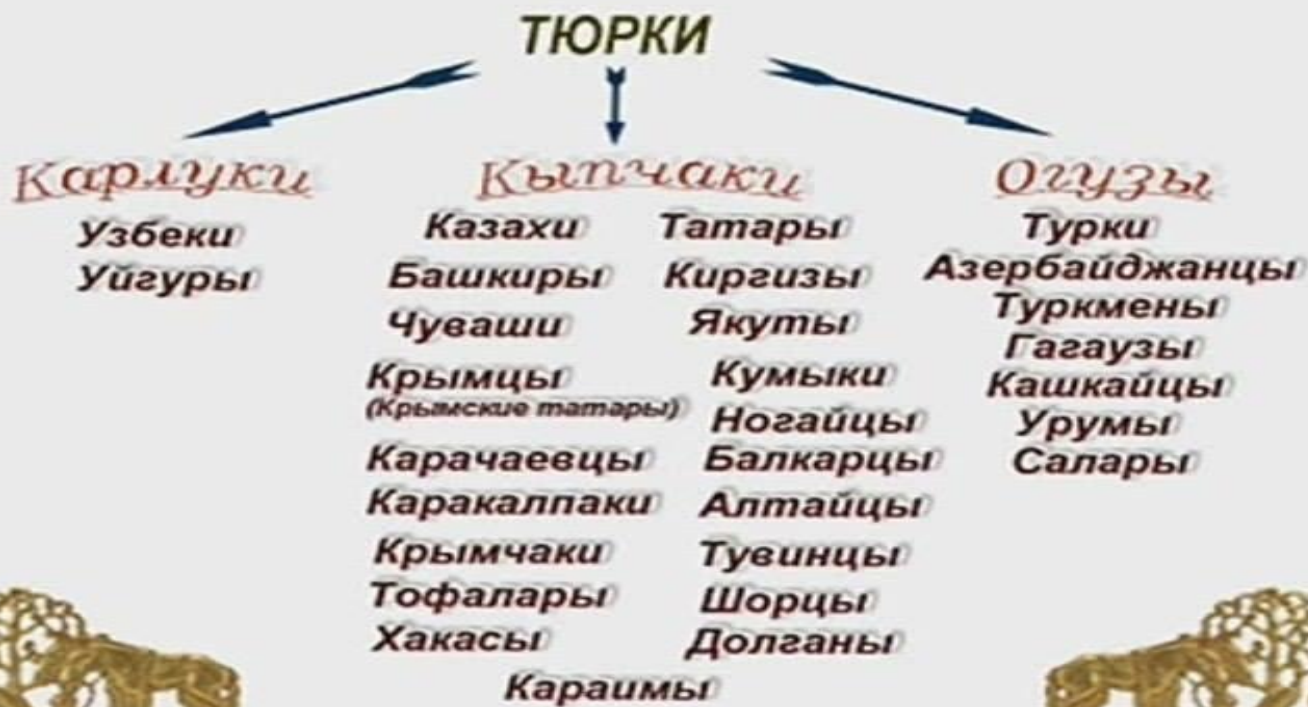 ТЮРКИ
Карлуки
Узбеки
Уйгуры
Кыпчаки
Казахи Татары
Башкиры Киргизы
Чуваши Якуты
Крымцы Кумыки
(Крымские татары)
Ногайцы
Карачаевцы Балкарцы
Каракалпаки Алтайцы
Крымчаки Тувинцы
Тофалары Шорцы
Хакасы Долганы
Караимы
Огузы
Турки
Азербайджанцы
Туркмены
Гагаузы
Кашкайцы
Урумы
Салары